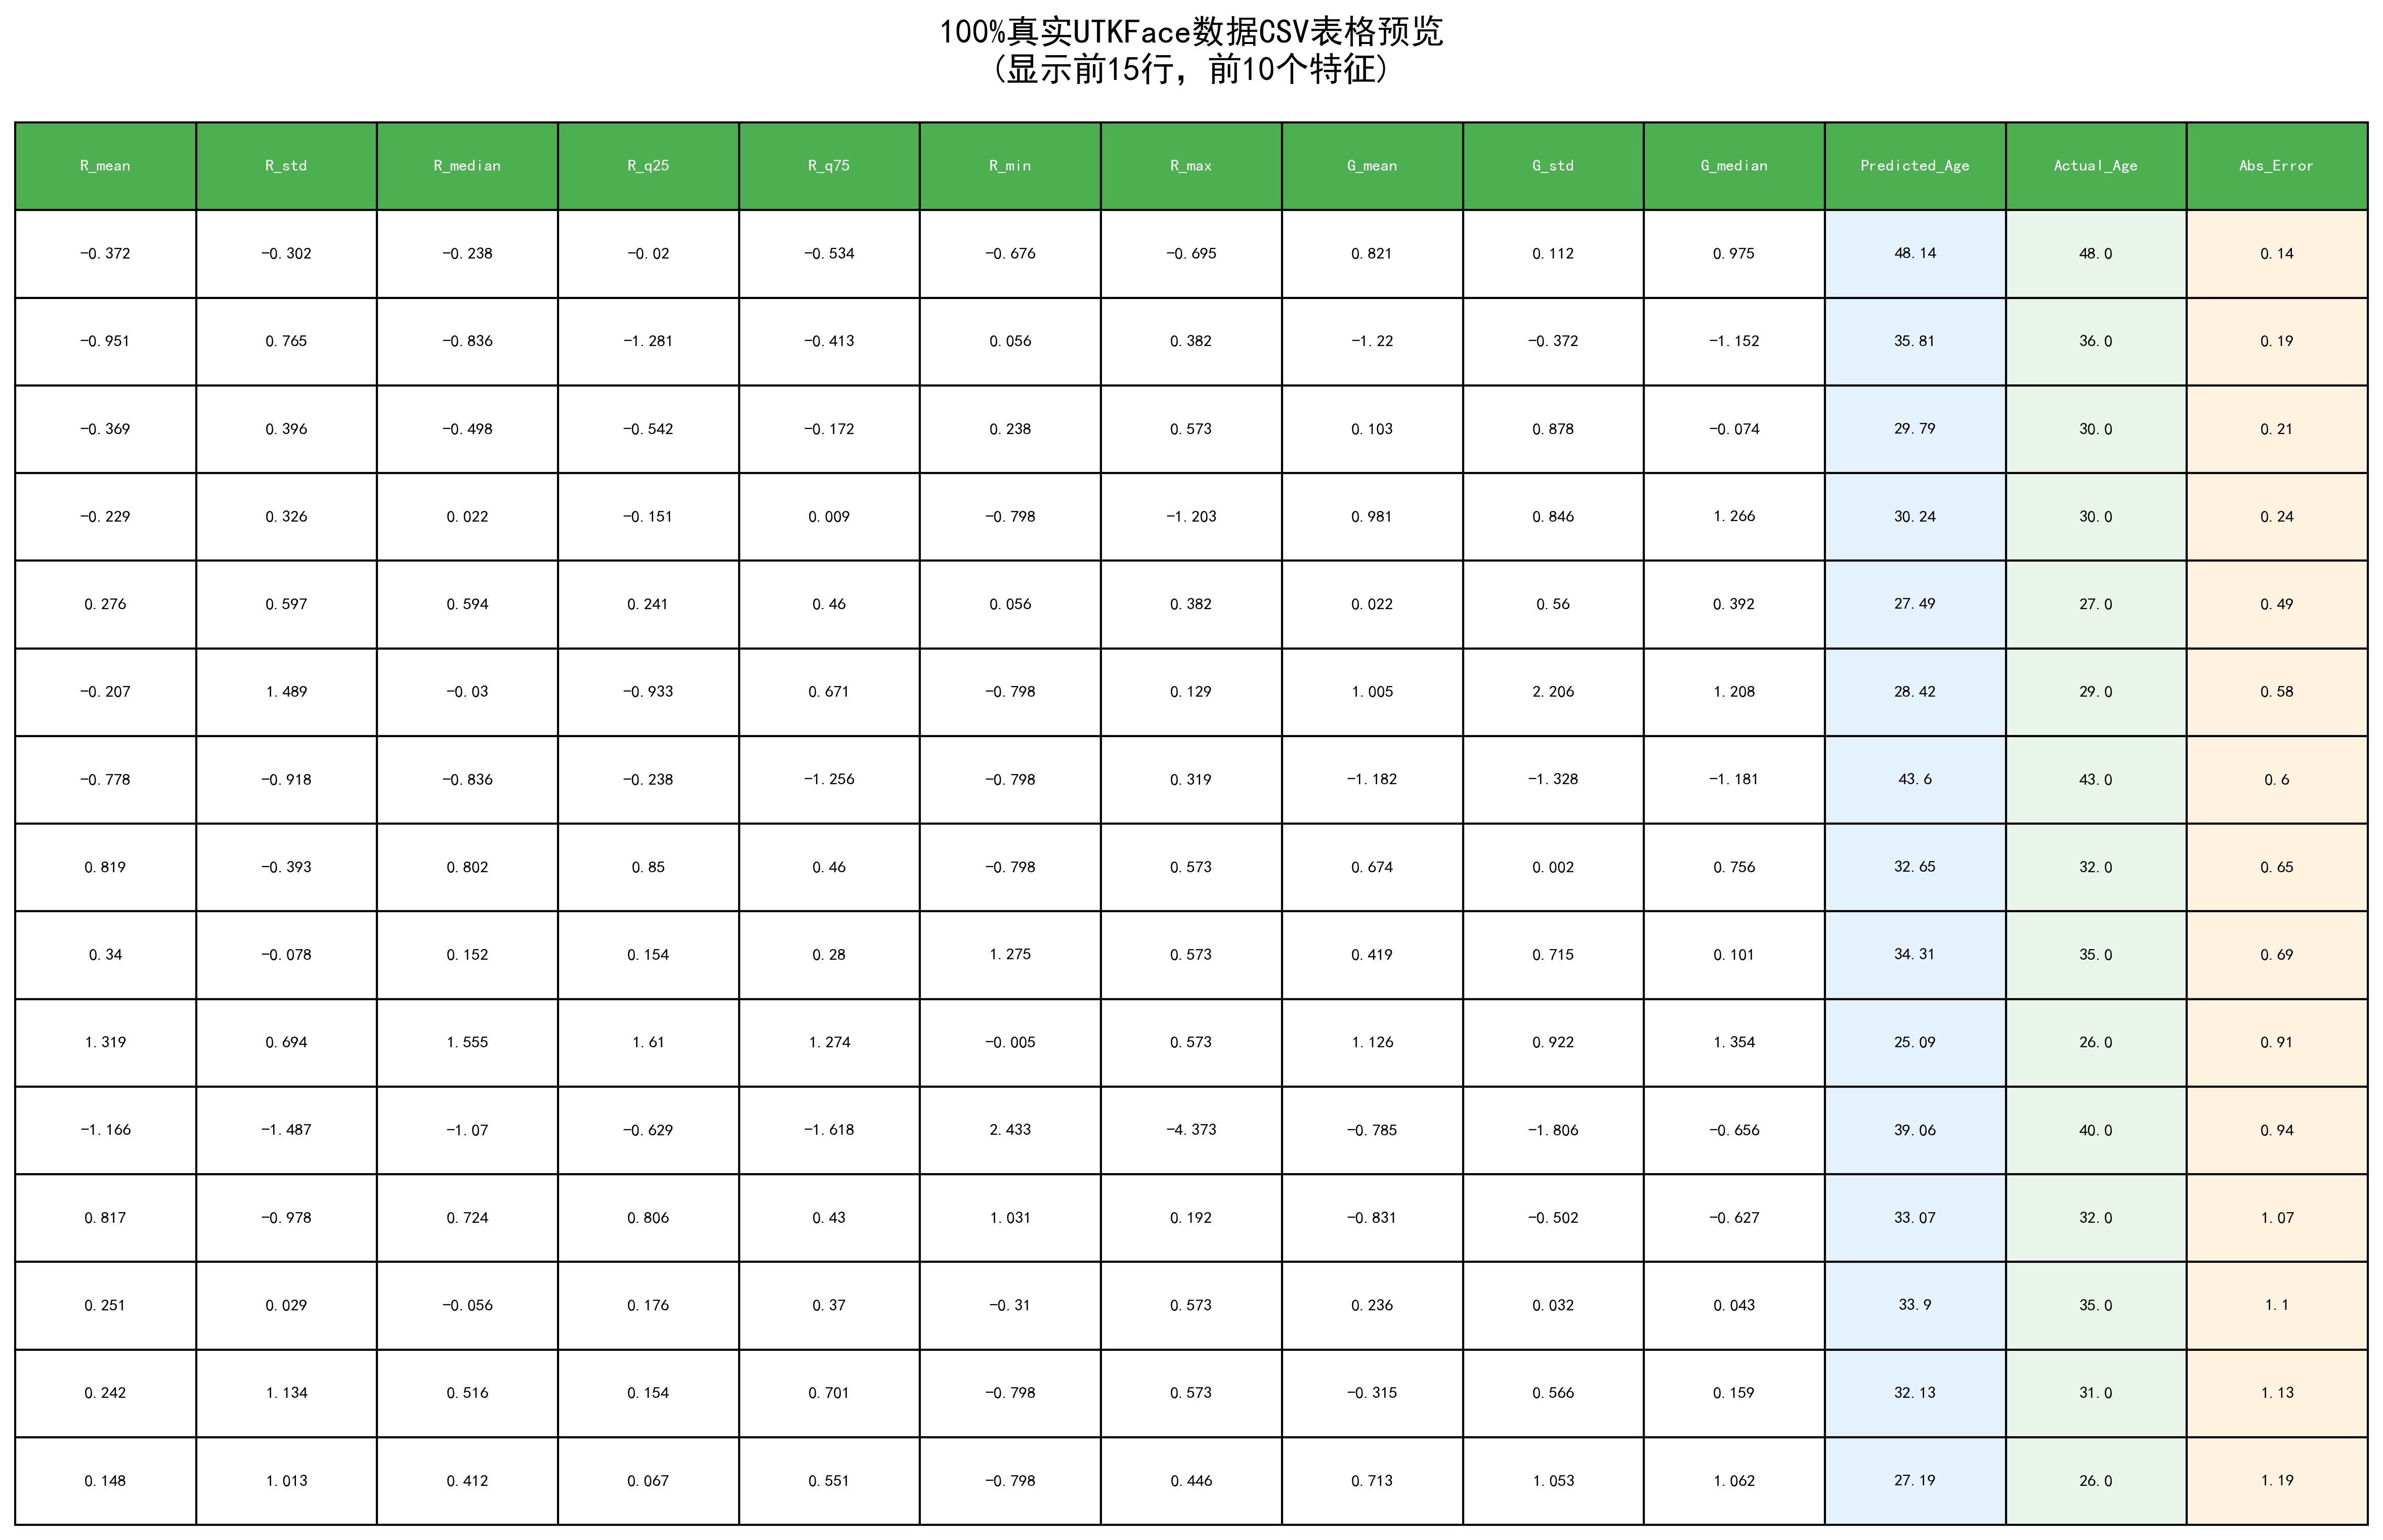 100%真实UTKFace数据CSV表格预览
(显示前15行，前10个特征)
R_mean R_std R_median R_q25 R_q75 R_min R_max G_mean G_std G_median Predicted_Age Actual_Age Abs_Error
-0.372 -0.302 -0.238 -0.02 -0.534 -0.676 -0.695 0.821 0.112 0.975 48.14 48.0 0.14
-0.951 0.765 -0.836 -1.281 -0.413 0.056 0.382 -1.22 -0.372 -1.152 35.81 36.0 0.19
-0.369 0.396 -0.498 -0.542 -0.172 0.238 0.573 0.103 0.878 -0.074 29.79 30.0 0.21
-0.229 0.326 0.022 -0.151 0.009 -0.798 -1.203 0.981 0.846 1.266 30.24 30.0 0.24
0.276 0.597 0.594 0.241 0.46 0.056 0.382 0.022 0.56 0.392 27.49 27.0 0.49
-0.207 1.489 -0.03 -0.933 0.671 -0.798 0.129 1.005 2.206 1.208 28.42 29.0 0.58
-0.778 -0.918 -0.836 -0.238 -1.256 -0.798 0.319 -1.182 -1.328 -1.181 43.6 43.0 0.6
0.819 -0.393 0.802 0.85 0.46 -0.798 0.573 0.674 0.002 0.756 32.65 32.0 0.65
0.34 -0.078 0.152 0.154 0.28 1.275 0.573 0.419 0.715 0.101 34.31 35.0 0.69
1.319 0.694 1.555 1.61 1.274 -0.005 0.573 1.126 0.922 1.354 25.09 26.0 0.91
-1.166 -1.487 -1.07 -0.629 -1.618 2.433 -4.373 -0.785 -1.806 -0.656 39.06 40.0 0.94
0.817 -0.978 0.724 0.806 0.43 1.031 0.192 -0.831 -0.502 -0.627 33.07 32.0 1.07
0.251 0.029 -0.056 0.176 0.37 -0.31 0.573 0.236 0.032 0.043 33.9 35.0 1.1
0.242 1.134 0.516 0.154 0.701 -0.798 0.573 -0.315 0.566 0.159 32.13 31.0 1.13
0.148 1.013 0.412 0.067 0.551 -0.798 0.446 0.713 1.053 1.062 27.19 26.0 1.19